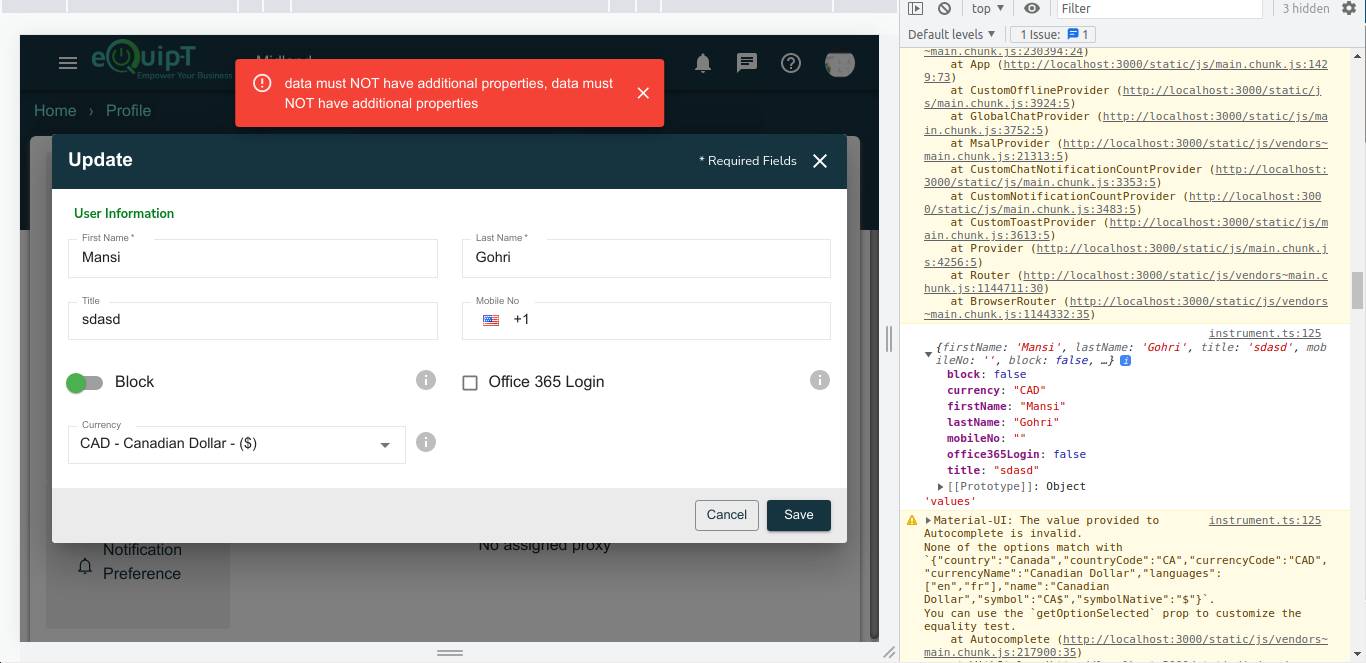 eQuipT
Empower Your Business
Home › Profile
data must NOT have additional properties, data must
NOT have additional properties
Update
* Required Fields
User Information
First Name *
Mansi
Last Name *
Gohri
Title
sdasd
Mobile No
+1
Block
Office 365 Login
Currency
CAD - Canadian Dollar - ($)
Cancel
Save
Notification
Preference
No assigned proxy
top
Filter
3 hidden
Default levels
1 Issue: 1
~main.chunk.js:230394:24)
at App (http://localhost:3000/static/js/main.chunk.js:142
9:73)
at CustomOfflineProvider (http://localhost:3000/static/j
s/main.chunk.js:3924:5)
at GlobalChatProvider (http://localhost:3000/static/js/ma
in.chunk.js:3752:5)
at MsalProvider (http://localhost:3000/static/js/vendors~
main.chunk.js:21313:5)
at CustomChatNotificationCountProvider (http://localhost:
3000/static/js/main.chunk.js:3353:5)
at CustomNotificationCountProvider (http://localhost:300
0/static/js/main.chunk.js:3483:5)
at CustomToastProvider (http://localhost:3000/static/js/m
ain.chunk.js:3613:5)
at Provider (http://localhost:3000/static/js/main.chunk.j
s:4256:5)
at Router (http://localhost:3000/static/js/vendors~main.c
hunk.js:1144711:30)
at BrowserRouter (http://localhost:3000/static/js/vendors
~main.chunk.js:1144332:35)
instrument.ts:125
{firstName: 'Mansi', lastName: 'Gohri', title: 'sdasd', mob
ileNo: '', block: false, …}
block: false
currency: "CAD"
firstName: "Mansi"
lastName: "Gohri"
mobileNo: ""
office365Login: false
title: "sdasd"
[[Prototype]]: Object
'values'
Material-UI: The value provided to
instrument.ts:125
Autocomplete is invalid.
None of the options match with
`{"country":"Canada","countryCode":"CA","currencyCode":"CAD",
"currencyName":"Canadian Dollar","languages":
["en","fr"],"name":"Canadian
Dollar","symbol":"CA$","symbolNative":"$"}`.
You can use the `getOptionSelected` prop to customize the
equality test.
at Autocomplete (http://localhost:3000/static/js/vendors~
main.chunk.js:217900:35)